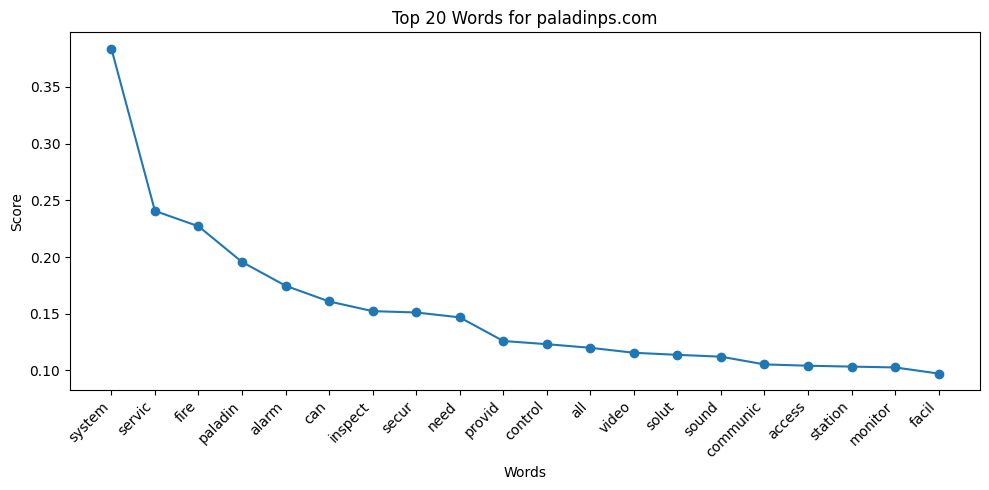 Top 20 Words for paladinps.com
Score
0.35
0.30
0.25
0.20
0.15
0.10
system
servic
fire
paladin
alarm
can
inspect
secur
need
provid
control
all
video
solut
sound
communic
access
station
monitor
facil
Words